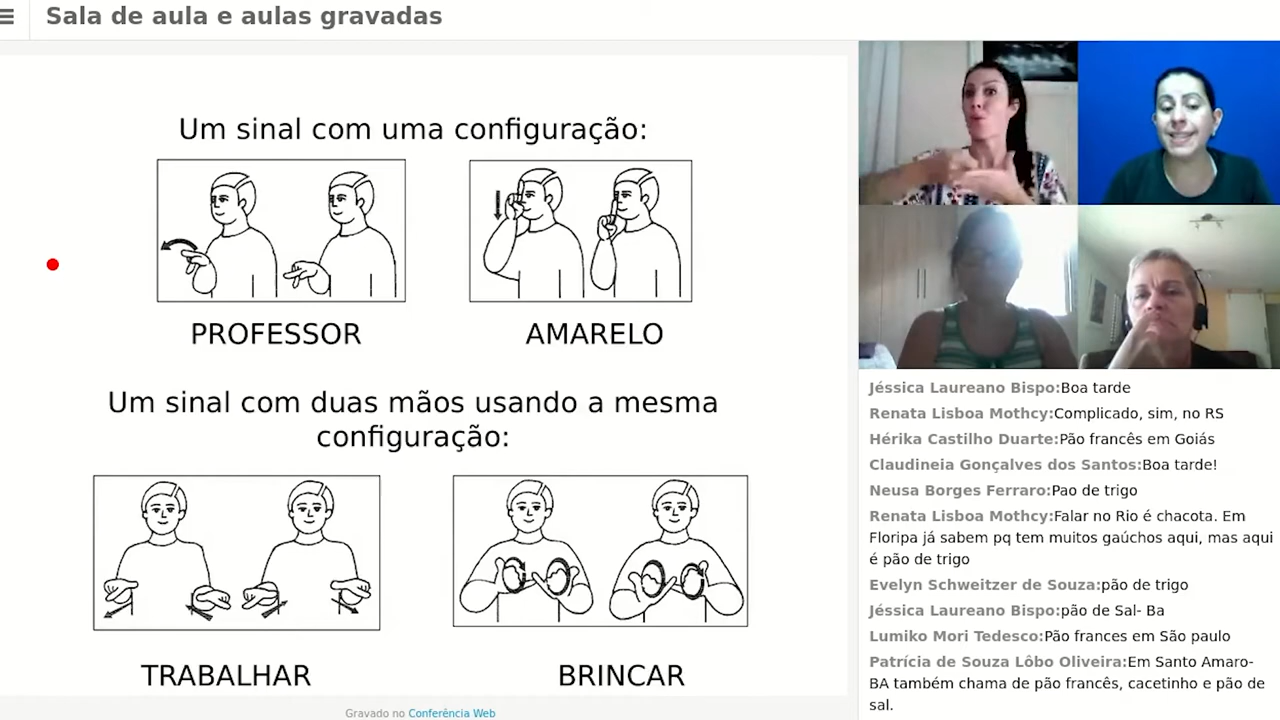 Sala de aula e aulas gravadas
Um sinal com uma configuração:
PROFESSOR
AMARELO
Um sinal com duas mãos usando a mesma
configuração:
TRABALHAR
BRINCAR
Gravado no Conferência Web
Jéssica Laureano Bispo:Boa tarde
Renata Lisboa Mothcy:Complicado, sim, no RS
Hérika Castilho Duarte:Pão francês em Goiás
Claudineia Gonçalves dos Santos:Boa tarde!
Neusa Borges Ferraro:Pao de trigo
Renata Lisboa Mothcy:Falar no Rio é chacota. Em
Floripa já sabem pq tem muitos gaúchos aqui, mas aqui
é pão de trigo
Evelyn Schweitzer de Souza:pão de trigo
Jéssica Laureano Bispo:pão de Sal- Ba
Lumiko Mori Tedesco:Pão frances em São paulo
Patrícia de Souza Lôbo Oliveira:Em Santo Amaro-
BA também chama de pão francês, cacetinho e pão de
sal.